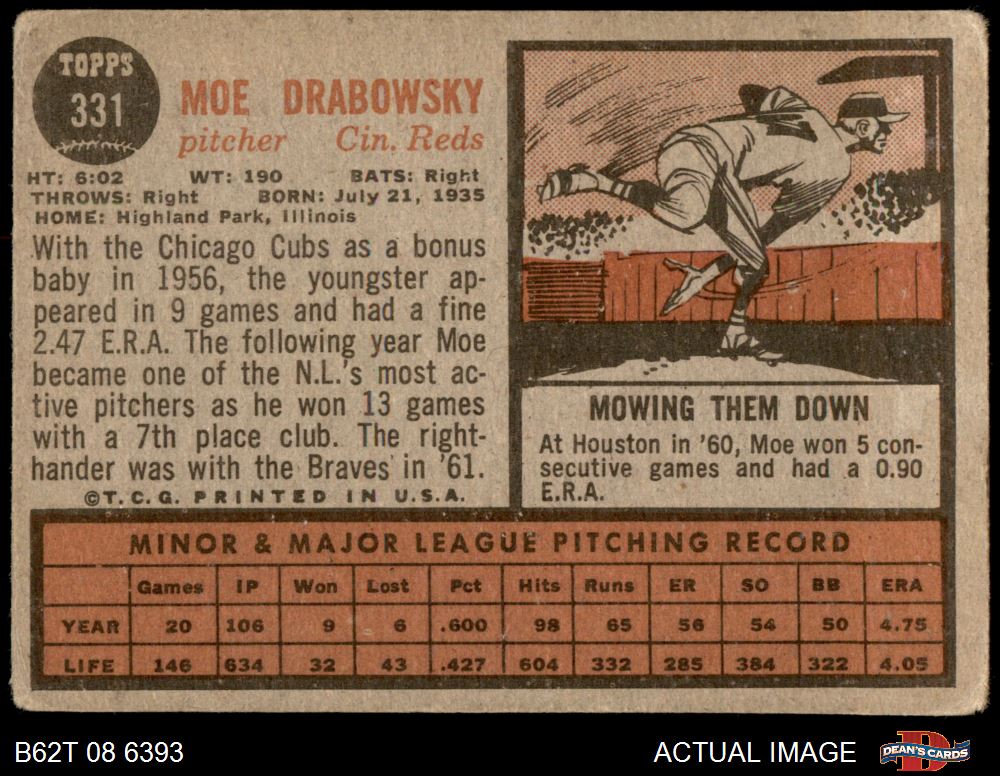 TOPPS
331
MOE DRABOWSKY
pitcher Cin. Reds
HT: 6:02 WT: 190 BATS: Right
THROWS: Right BORN: July 21, 1935
HOME: Highland Park, Illinois
With the Chicago Cubs as a bonus
baby in 1956, the youngster ap-
peared in 9 games and had a fine
2.47 E.R.A. The following year Moe
became one of the N.L.'s most ac-
tive pitchers as he won 13 games
with a 7th place club. The right-
hander was with the Braves in '61.
©T.C.G. PRINTED IN U.S.A.
MOWING THEM DOWN
At Houston in '60, Moe won 5 con-
secutive games and had a 0.90
E.R.A.
MINOR & MAJOR LEAGUE PITCHING RECORD
Games IP Won Lost Pct Hits Runs ER SO BB ERA
YEAR 20 106 9 6 .600 98 65 56 54 50 4.75
LIFE 146 634 32 43 .427 604 332 285 384 322 4.05
B62T 08 6393 ACTUAL IMAGE DEAN'S CARDS